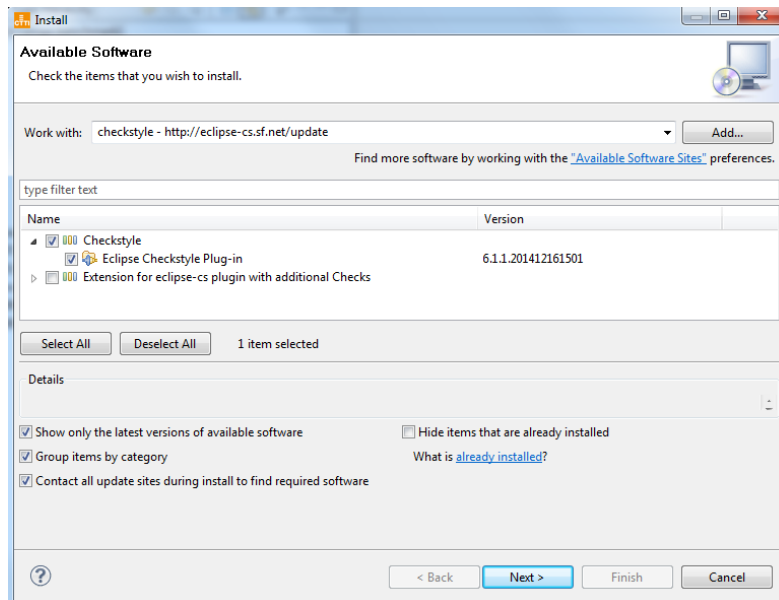 Install
Available Software
Check the items that you wish to install.
Work with: checkstyle - http://eclipse-cs.sf.net/update Add...
Find more software by working with the "Available Software Sites" preferences.
type filter text
Name Version
Checkstyle
Eclipse Checkstyle Plug-in 6.1.1.201412161501
Extension for eclipse-cs plugin with additional Checks
Select All Deselect All 1 item selected
Details
Show only the latest versions of available software Hide items that are already installed
Group items by category What is already installed?
Contact all update sites during install to find required software
? < Back Next > Finish Cancel